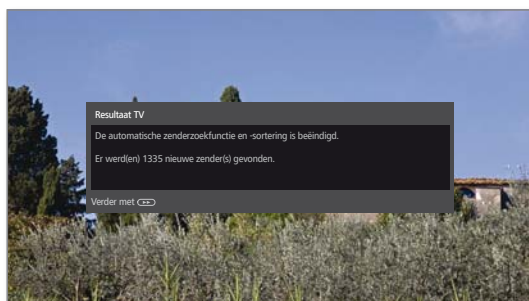 Resultaat TV
De automatische zenderzoekfunctie en -sortering is beëindigd.
Er werd(en) 1335 nieuwe zender(s) gevonden.
Verder met